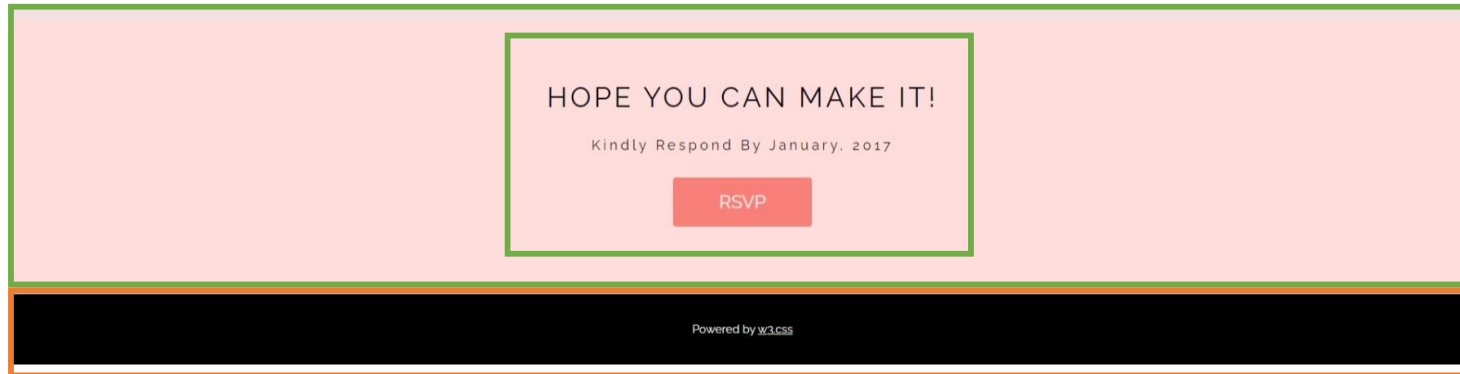 HOPE YOU CAN MAKE IT!
Kindly Respond By January, 2017
RSVP
Powered by w3.css